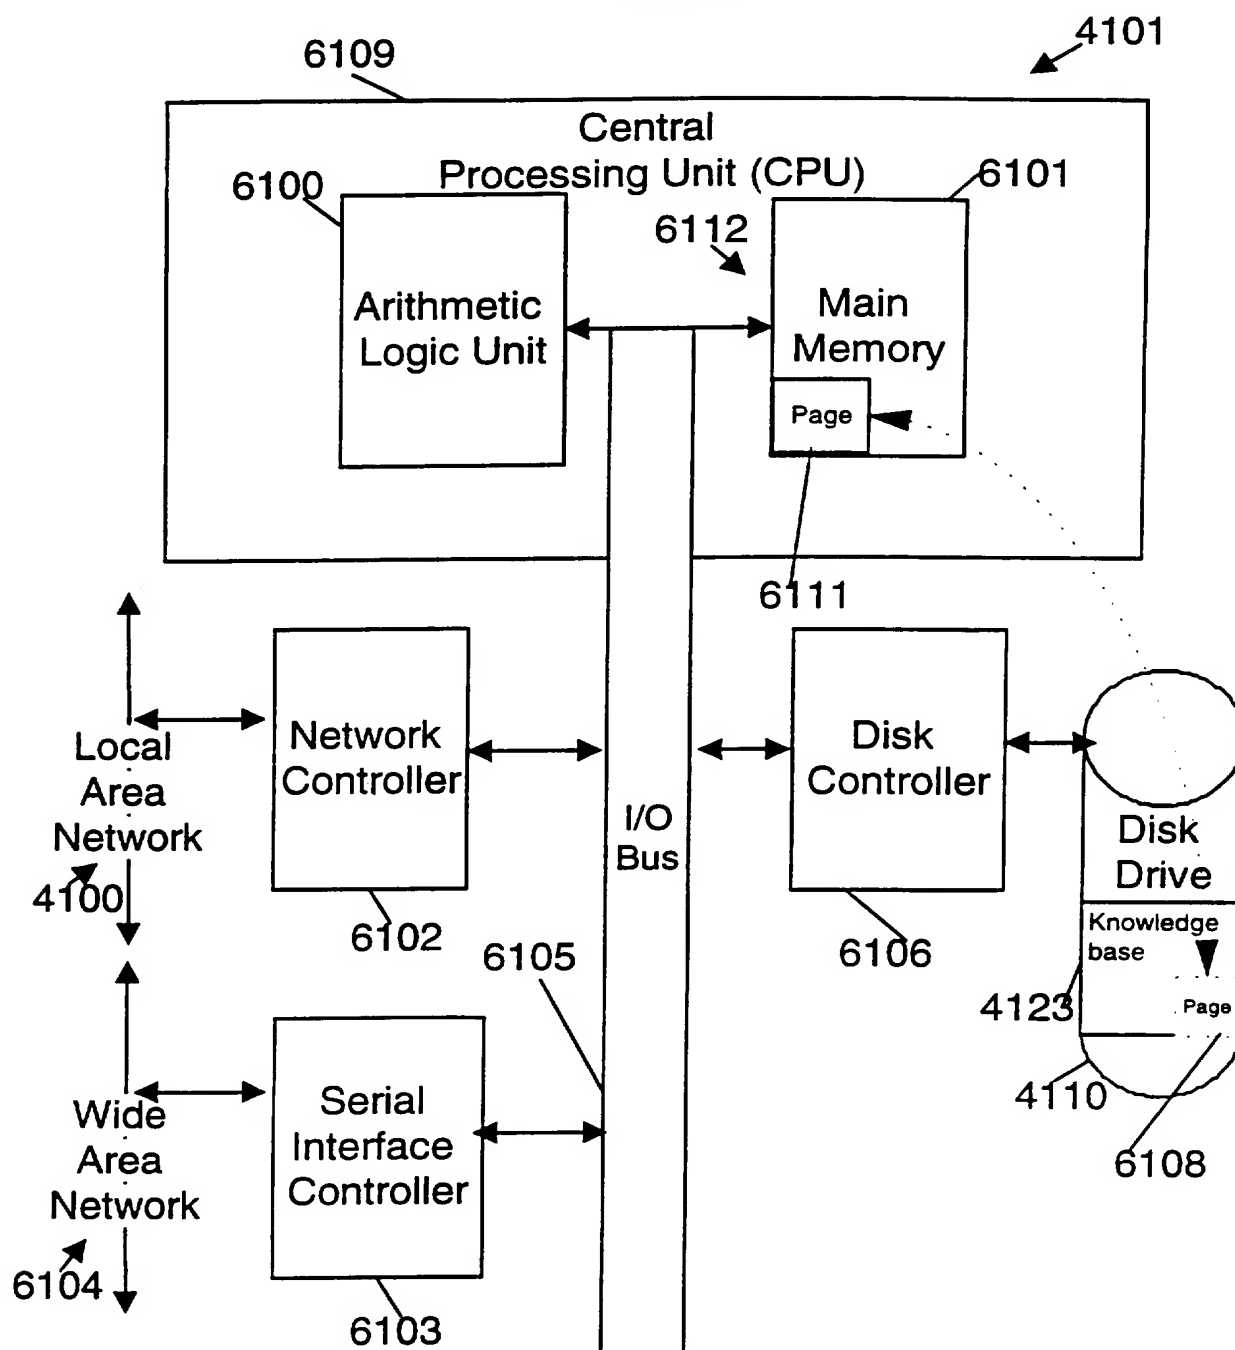 4101
6109
Central
Processing Unit (CPU)
6100
6101
6112
Arithmetic
Logic Unit
Main
Memory
Page
6111
Local
Area
Network
4100
Network
Controller
6102
I/O
Bus
Disk
Controller
6106
Disk
Drive
Knowledge
base
Page
4123
4110
6108
6105
Wide
Area
Network
6104
Serial
Interface
Controller
6103